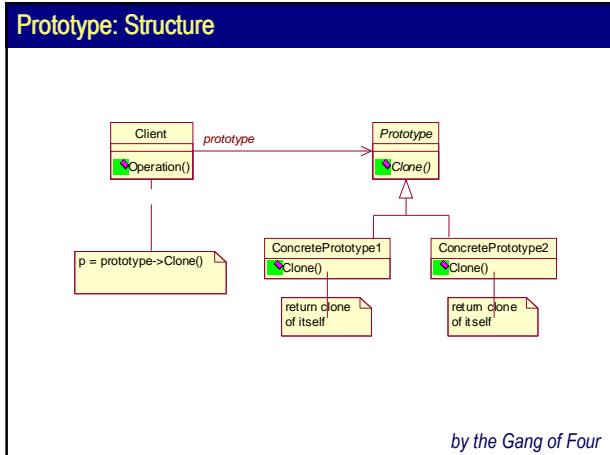 Prototype: Structure
Client
prototype
Prototype
Operation()
Clone()
p = prototype->Clone()
ConcretePrototype1
ConcretePrototype2
Clone()
Clone()
return clone
of itself
return clone
of itself
by the Gang of Four